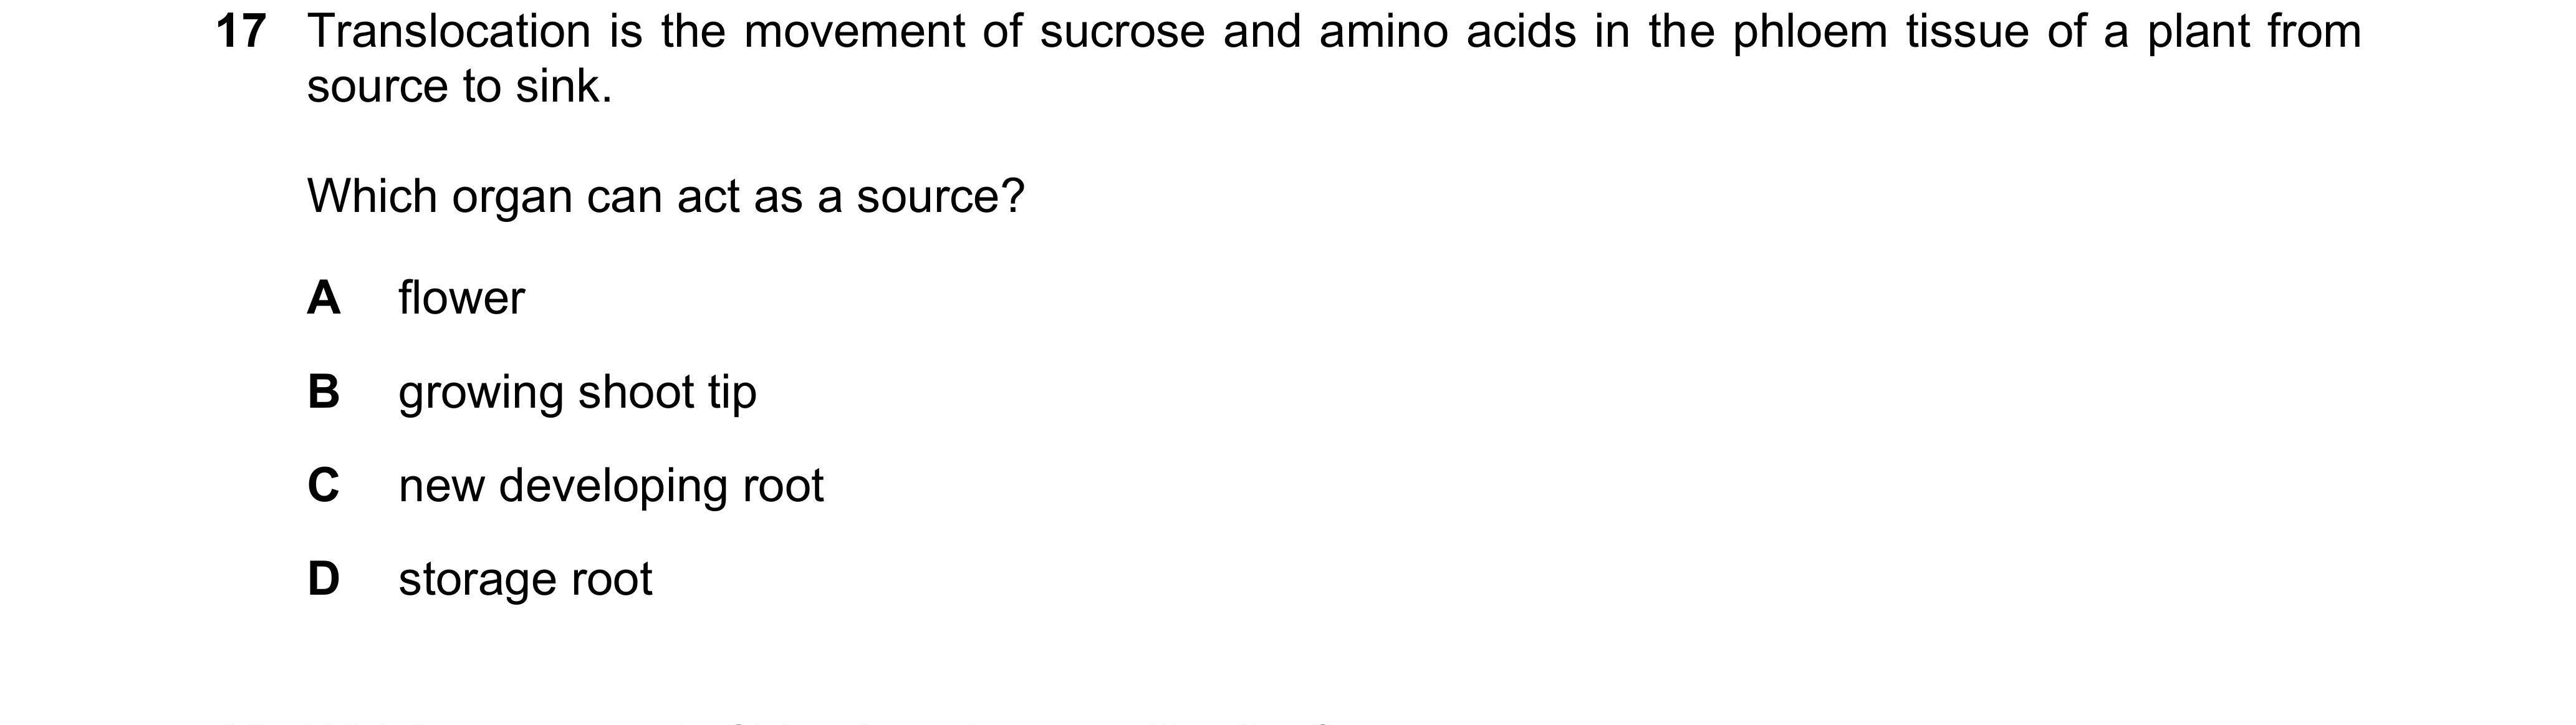 17 Translocation is the movement of sucrose and amino acids in the phloem tissue of a plant from
source to sink.
Which organ can act as a source?
A flower
B growing shoot tip
C new developing root
D storage root